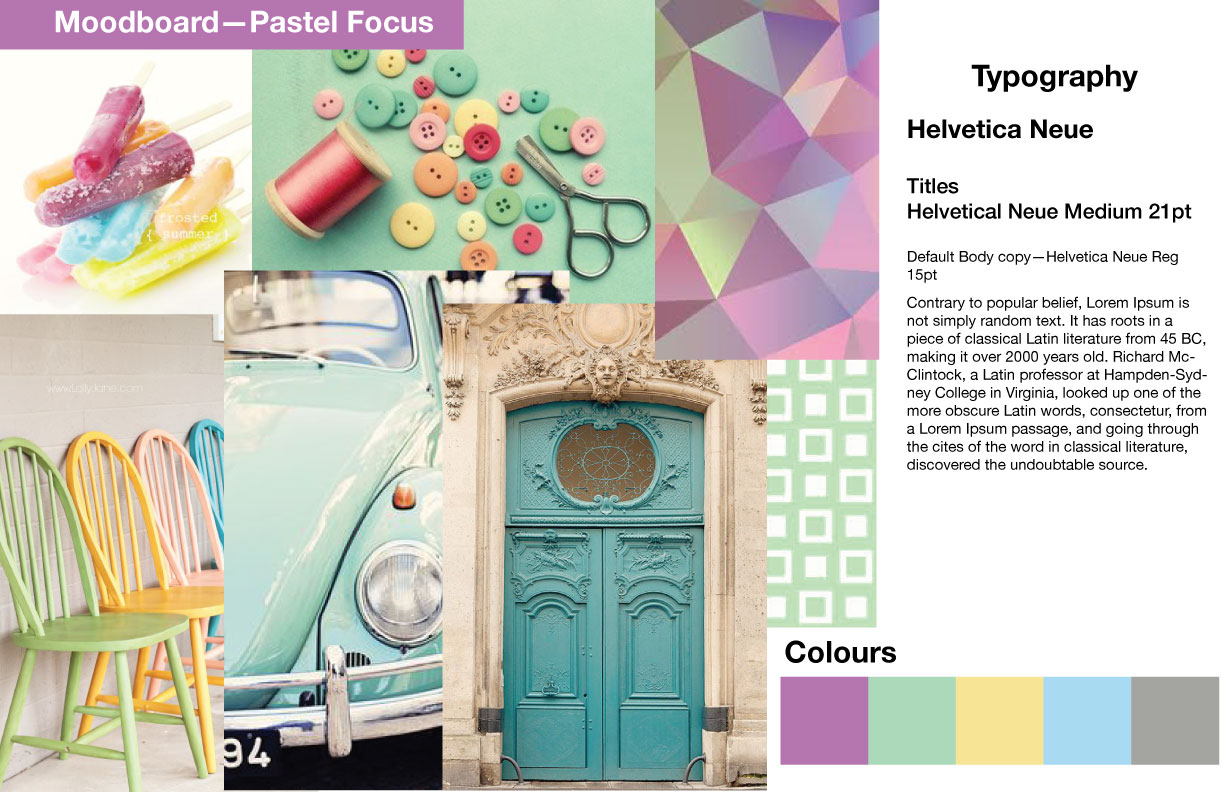 Moodboard—Pastel Focus
frosted
{ summer }
www.LollyJane.com
94
Typography
Helvetica Neue
Titles
Helvetical Neue Medium 21pt
Default Body copy—Helvetica Neue Reg
15pt
Contrary to popular belief, Lorem Ipsum is
not simply random text. It has roots in a
piece of classical Latin literature from 45 BC,
making it over 2000 years old. Richard Mc-
Clintock, a Latin professor at Hampden-Syd-
ney College in Virginia, looked up one of the
more obscure Latin words, consectetur, from
a Lorem Ipsum passage, and going through
the cites of the word in classical literature,
discovered the undoubtable source.
Colours